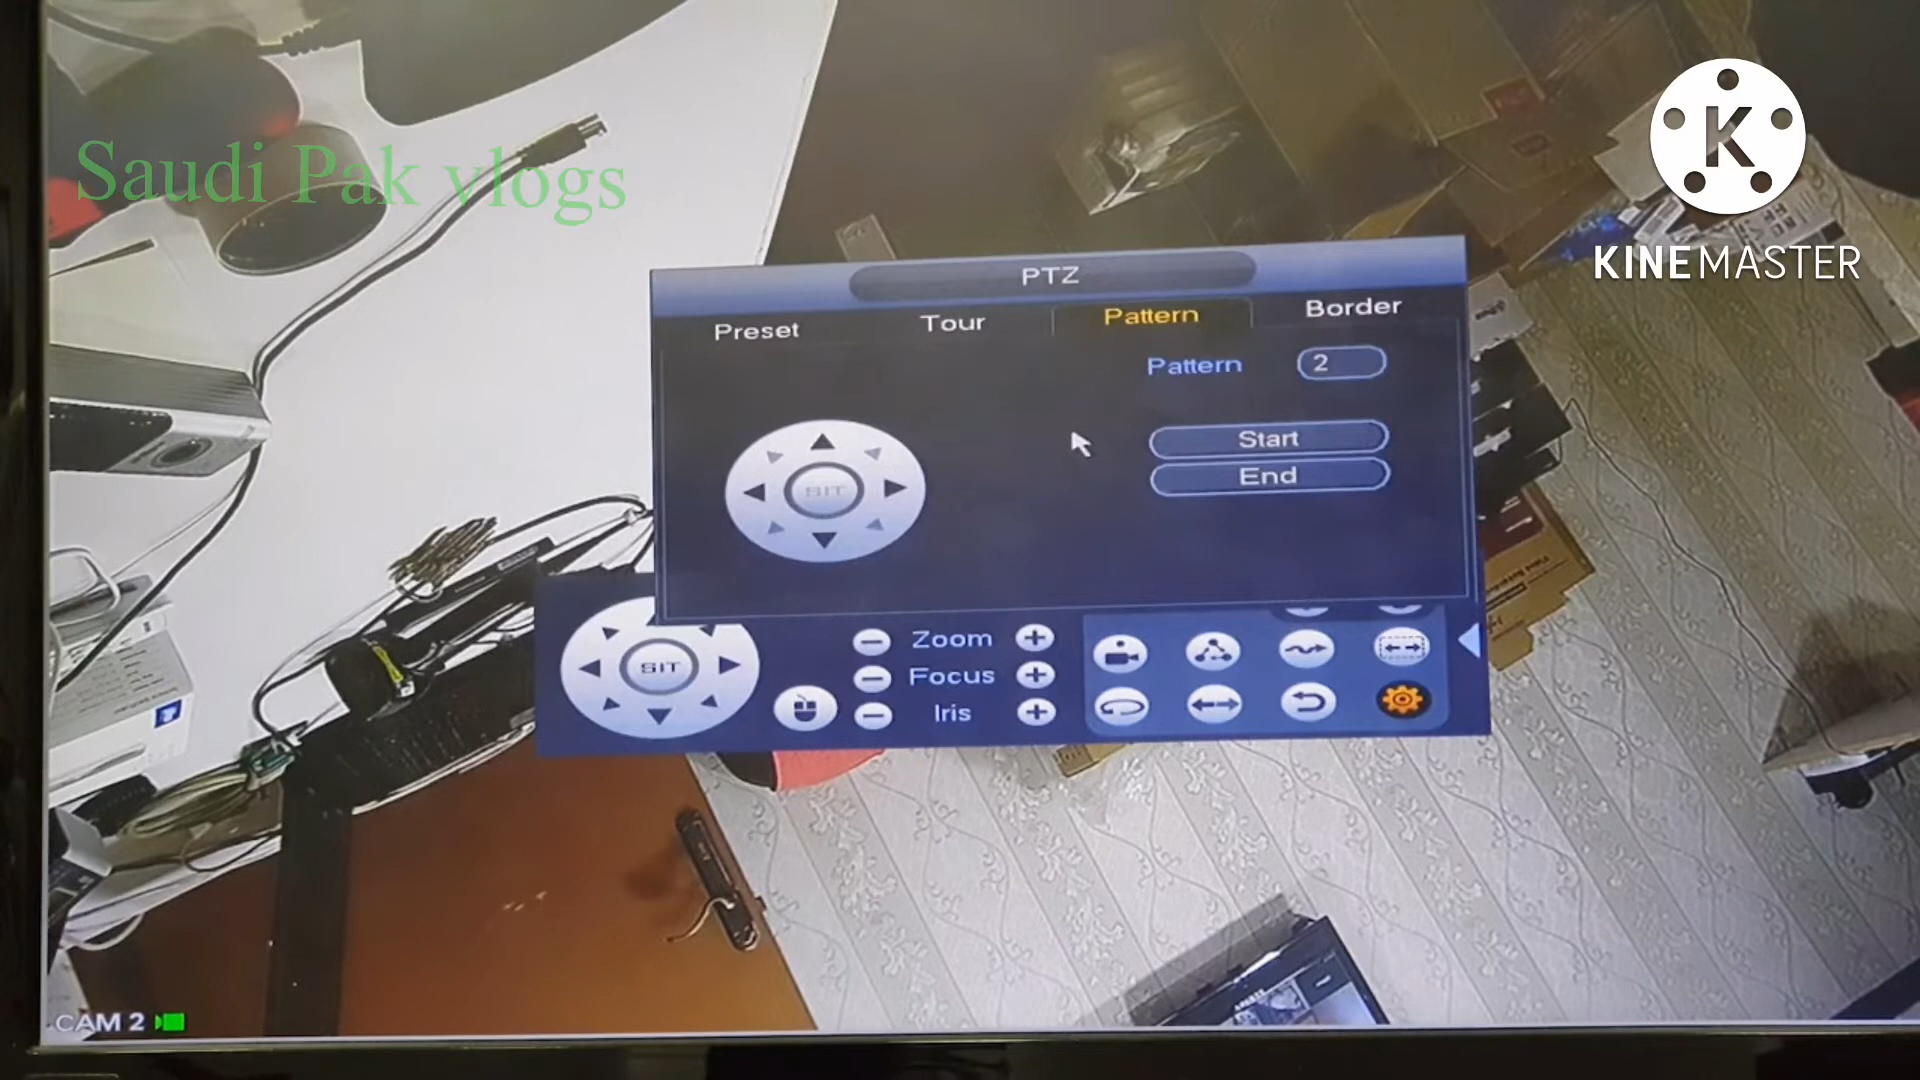 Saudi Pak vlogs
K
KINEMASTER
PTZ
Preset Tour Pattern Border
Pattern 2
Start
End
SIT
SIT
Zoom
Focus
Iris
CAM 2